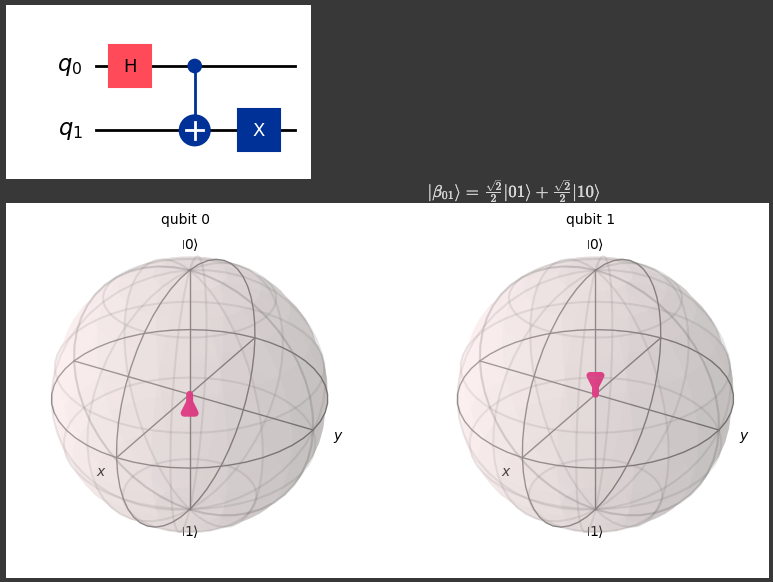 q₀ H
q₁ X
|β₀₁⟩ = √2/2|01⟩ + √2/2|10⟩
qubit 0 qubit 1
|0⟩ |0⟩
y y
x x
|1⟩ |1⟩